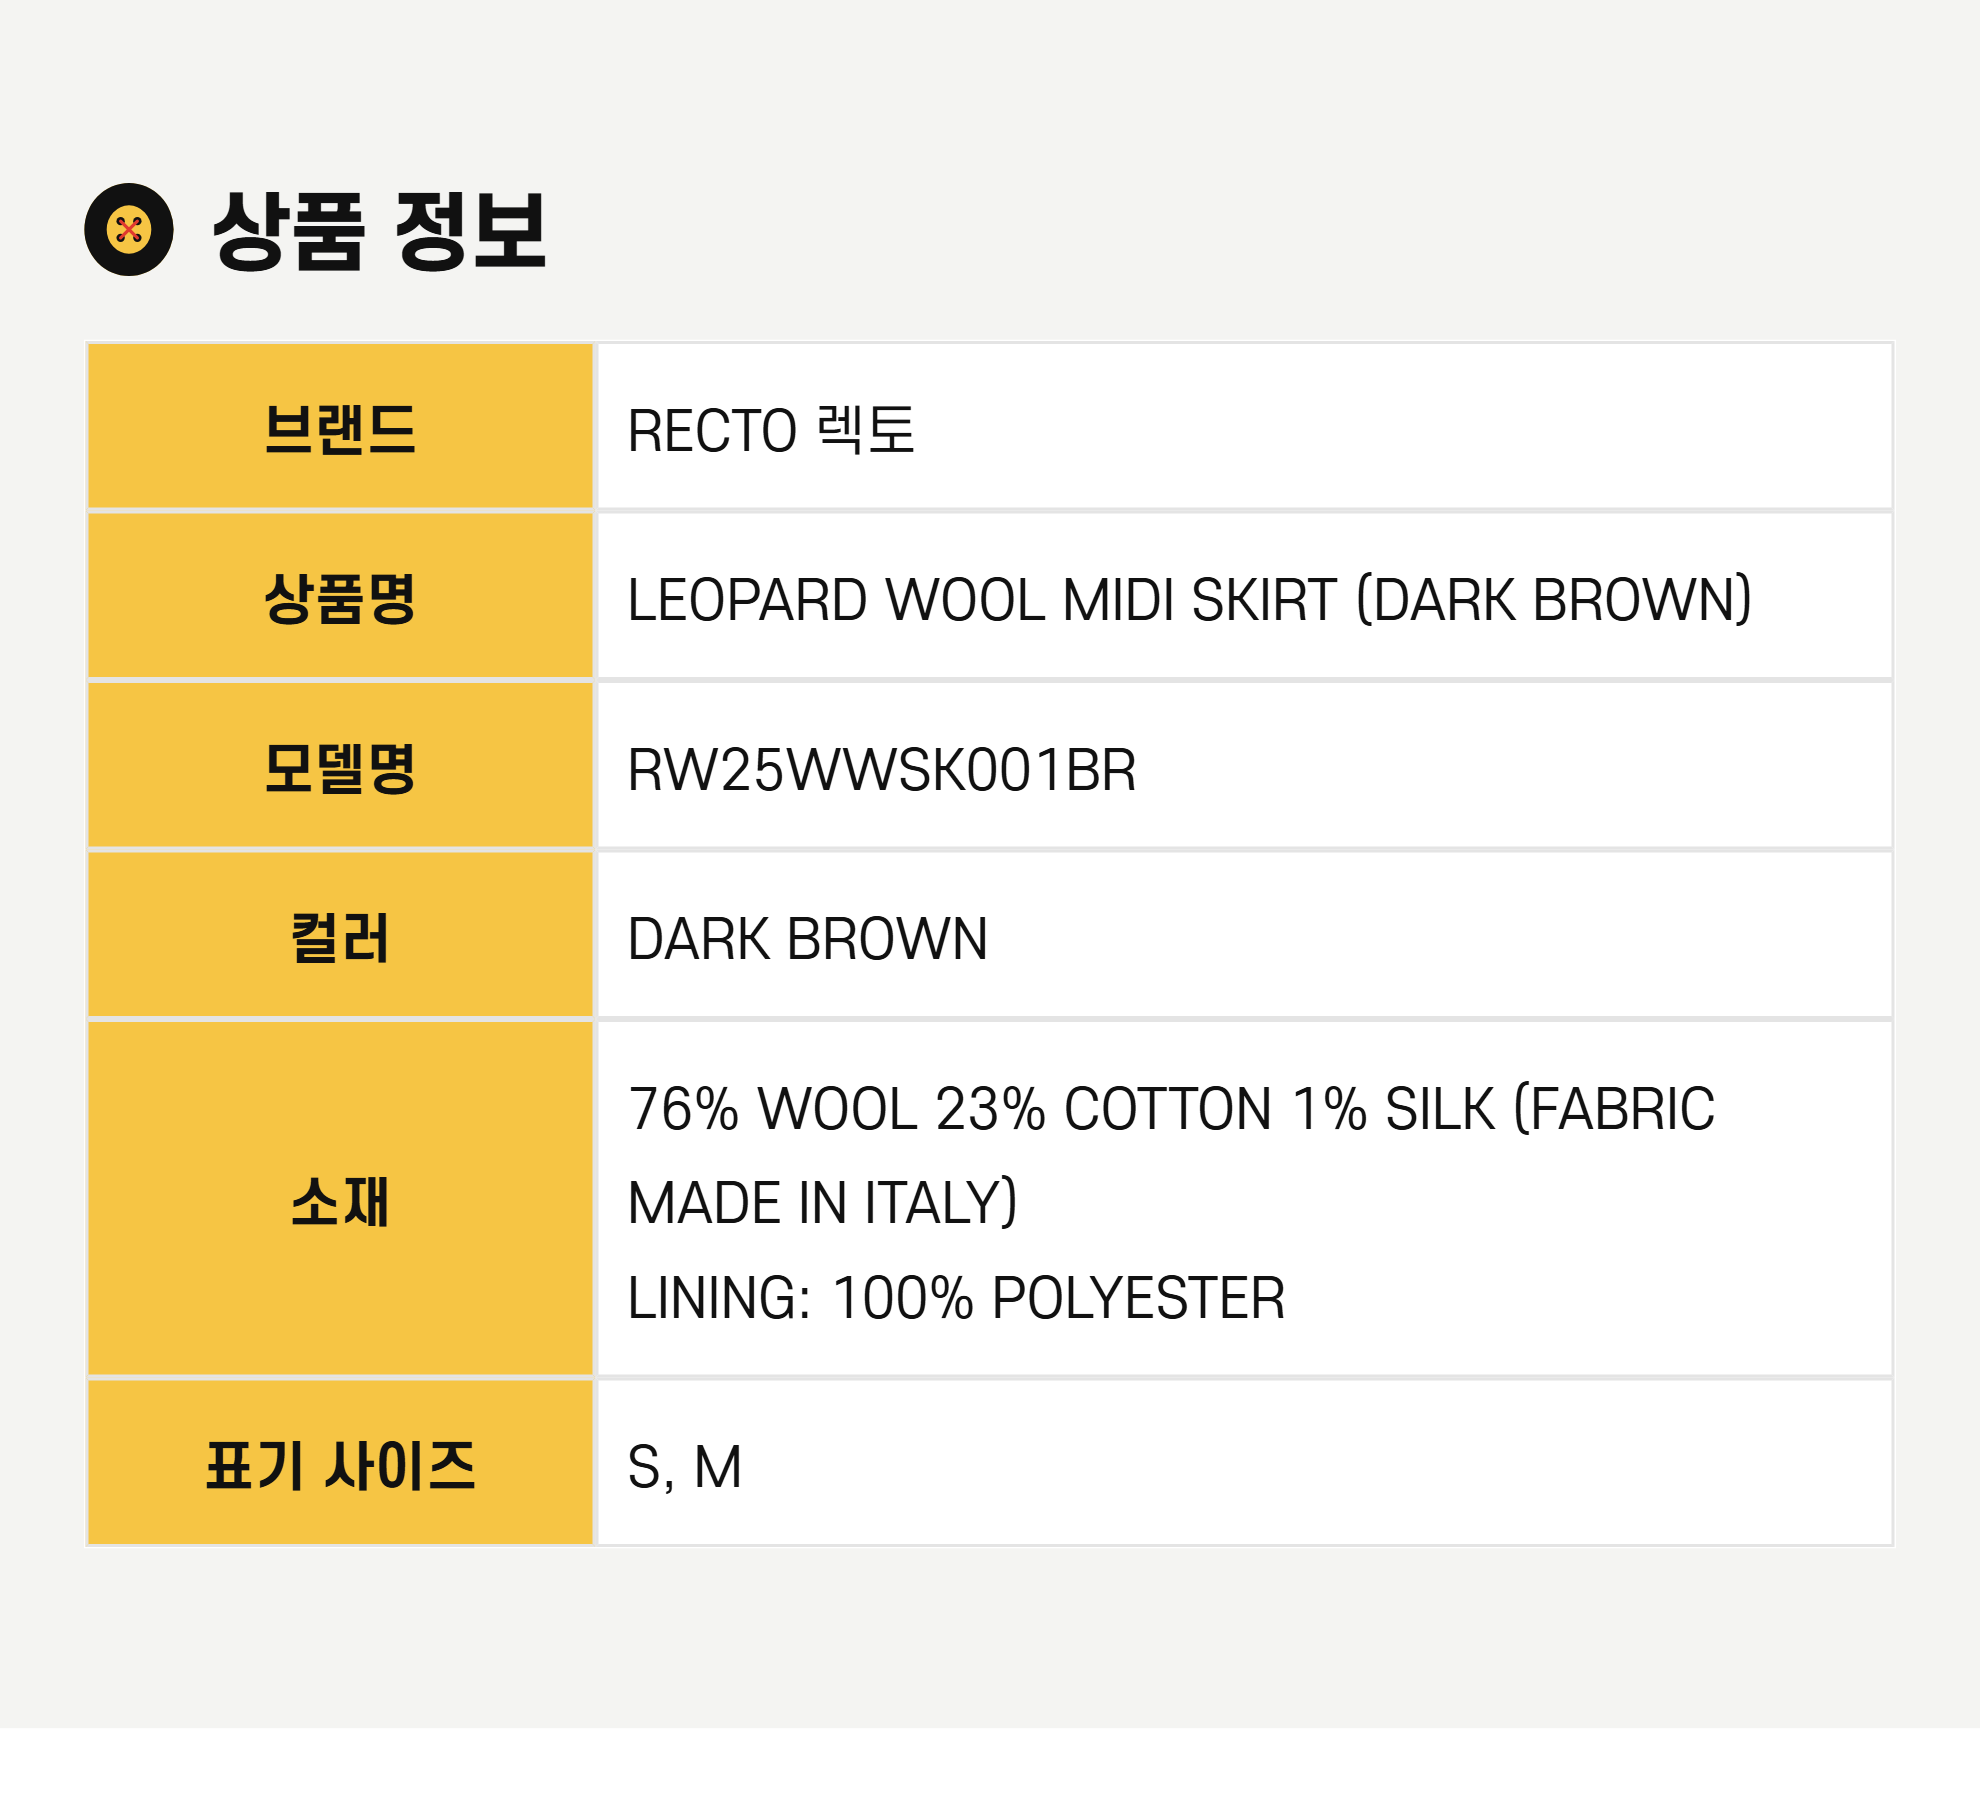 상품 정보
브랜드
RECTO 렉토
상품명
LEOPARD WOOL MIDI SKIRT (DARK BROWN)
모델명
RW25WWSK001BR
컬러
DARK BROWN
소재
76% WOOL 23% COTTON 1% SILK (FABRIC
MADE IN ITALY)
LINING: 100% POLYESTER
표기 사이즈
S, M